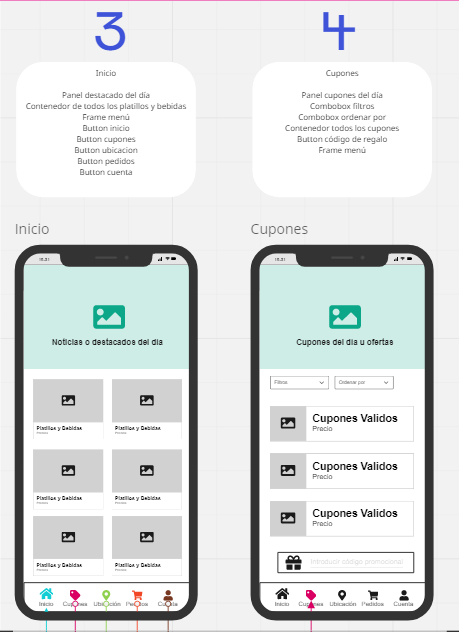 3
Inicio
Panel destacado del día
Contenedor de todos los platillos y bebidas
Frame menú
Button inicio
Button cupones
Button ubicacion
Button pedidos
Button cuenta
4
Cupones
Panel cupones del día
Combobox filtros
Combobox ordenar por
Contenedor todos los cupones
Button código de regalo
Frame menú
Inicio
Noticias o destacados del dia
Platillos y Bebidas
Precio
Platillos y Bebidas
Precio
Platillos y Bebidas
Precio
Platillos y Bebidas
Precio
Platillos y Bebidas
Precio
Platillos y Bebidas
Precio
Inicio
Cupones
Ubicación
Pedidos
Cuenta
Cupones
Cupones del dia u ofertas
Filtros
Ordenar por
Cupones Validos
Precio
Cupones Validos
Precio
Cupones Validos
Precio
Introducir código promocional
Inicio
Cupones
Ubicación
Pedidos
Cuenta